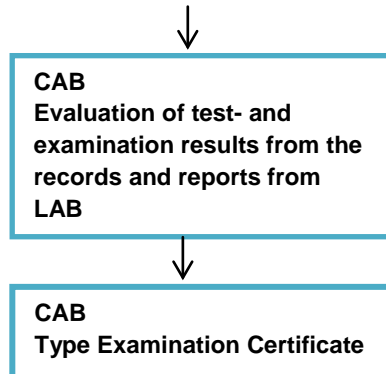 CAB
Evaluation of test- and
examination results from the
records and reports from
LAB
CAB
Type Examination Certificate